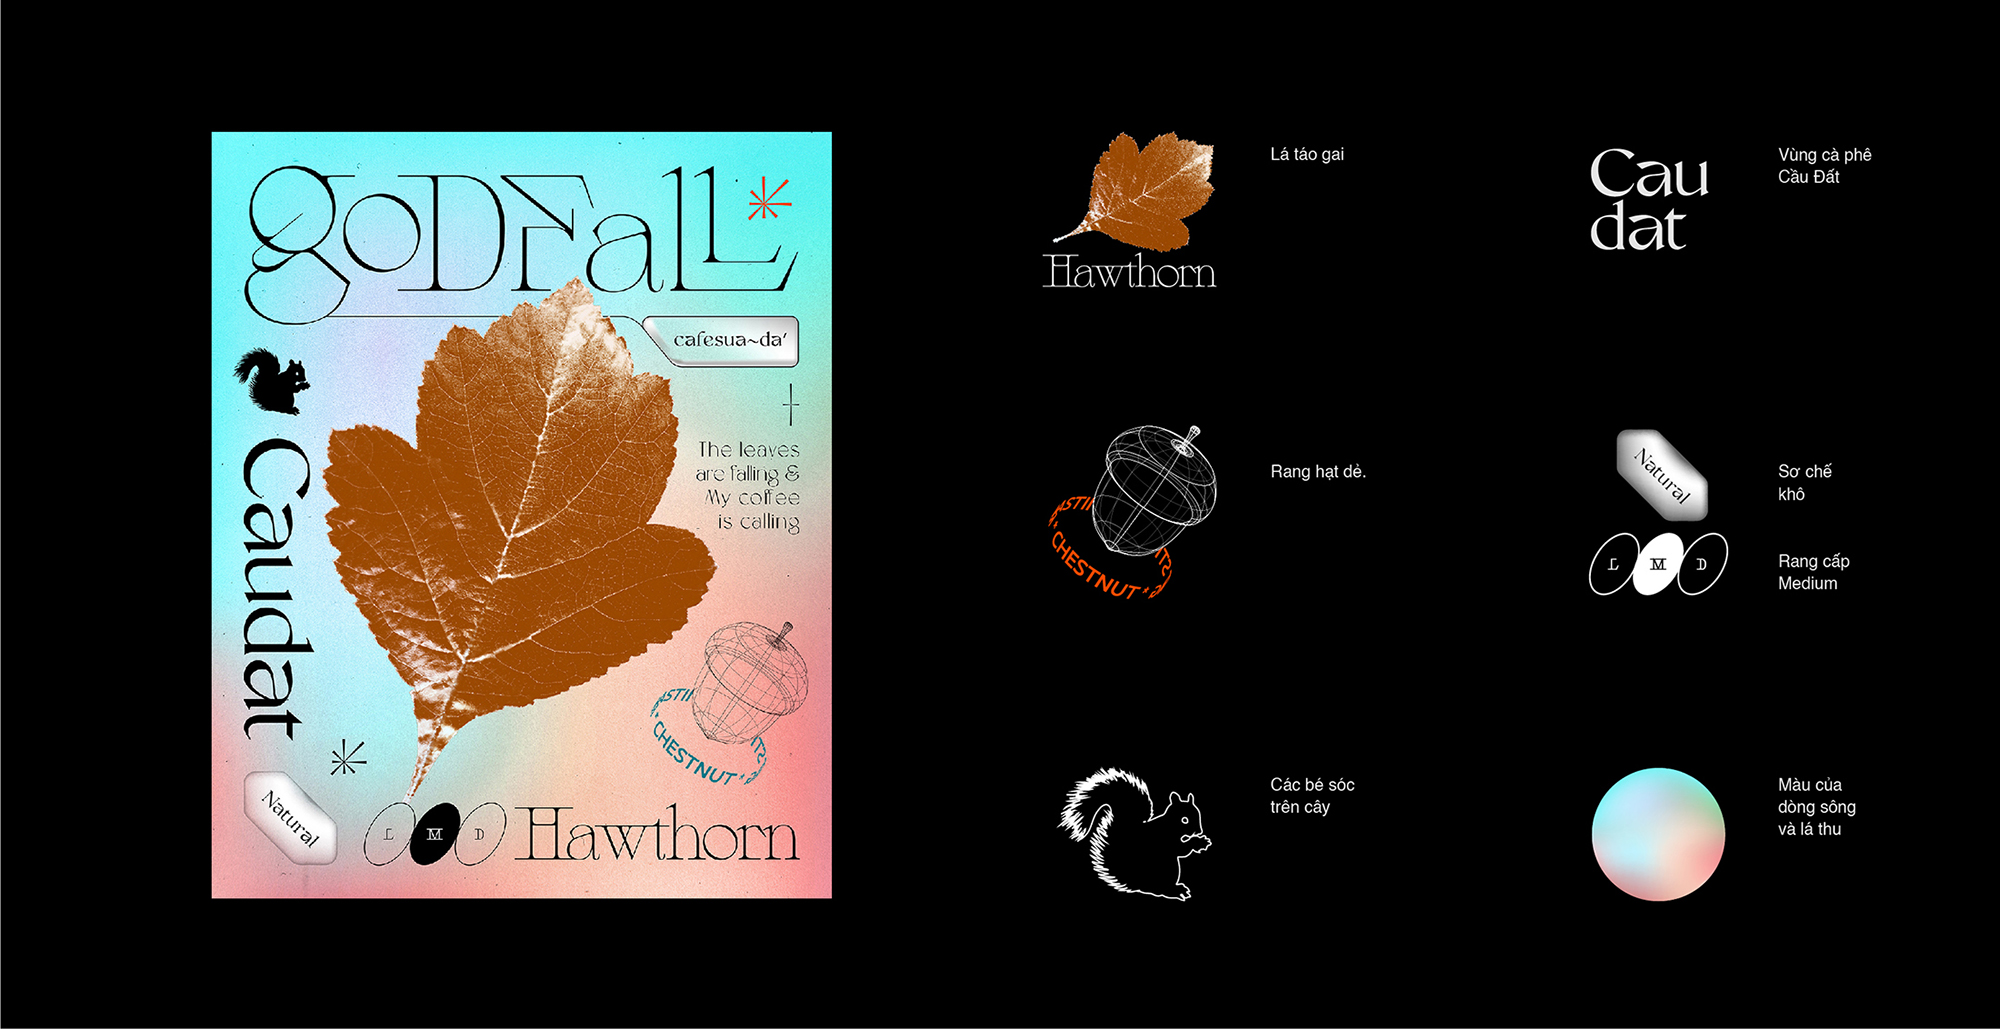 goDFaLL
cafesua~da'
Caudat
The leaves
are falling &
My coffee
is calling
CHESTNUT *
Natural
L M D
Hawthorn
Hawthorn
Lá táo gai
Cau
dat
Vùng cà phê
Cầu Đất
CHESTNUT *
Rang hạt dẻ.
Natural
Sơ chế
khô
L M D
Rang cấp
Medium
Các bé sóc
trên cây
Màu của
dòng sông
và lá thu